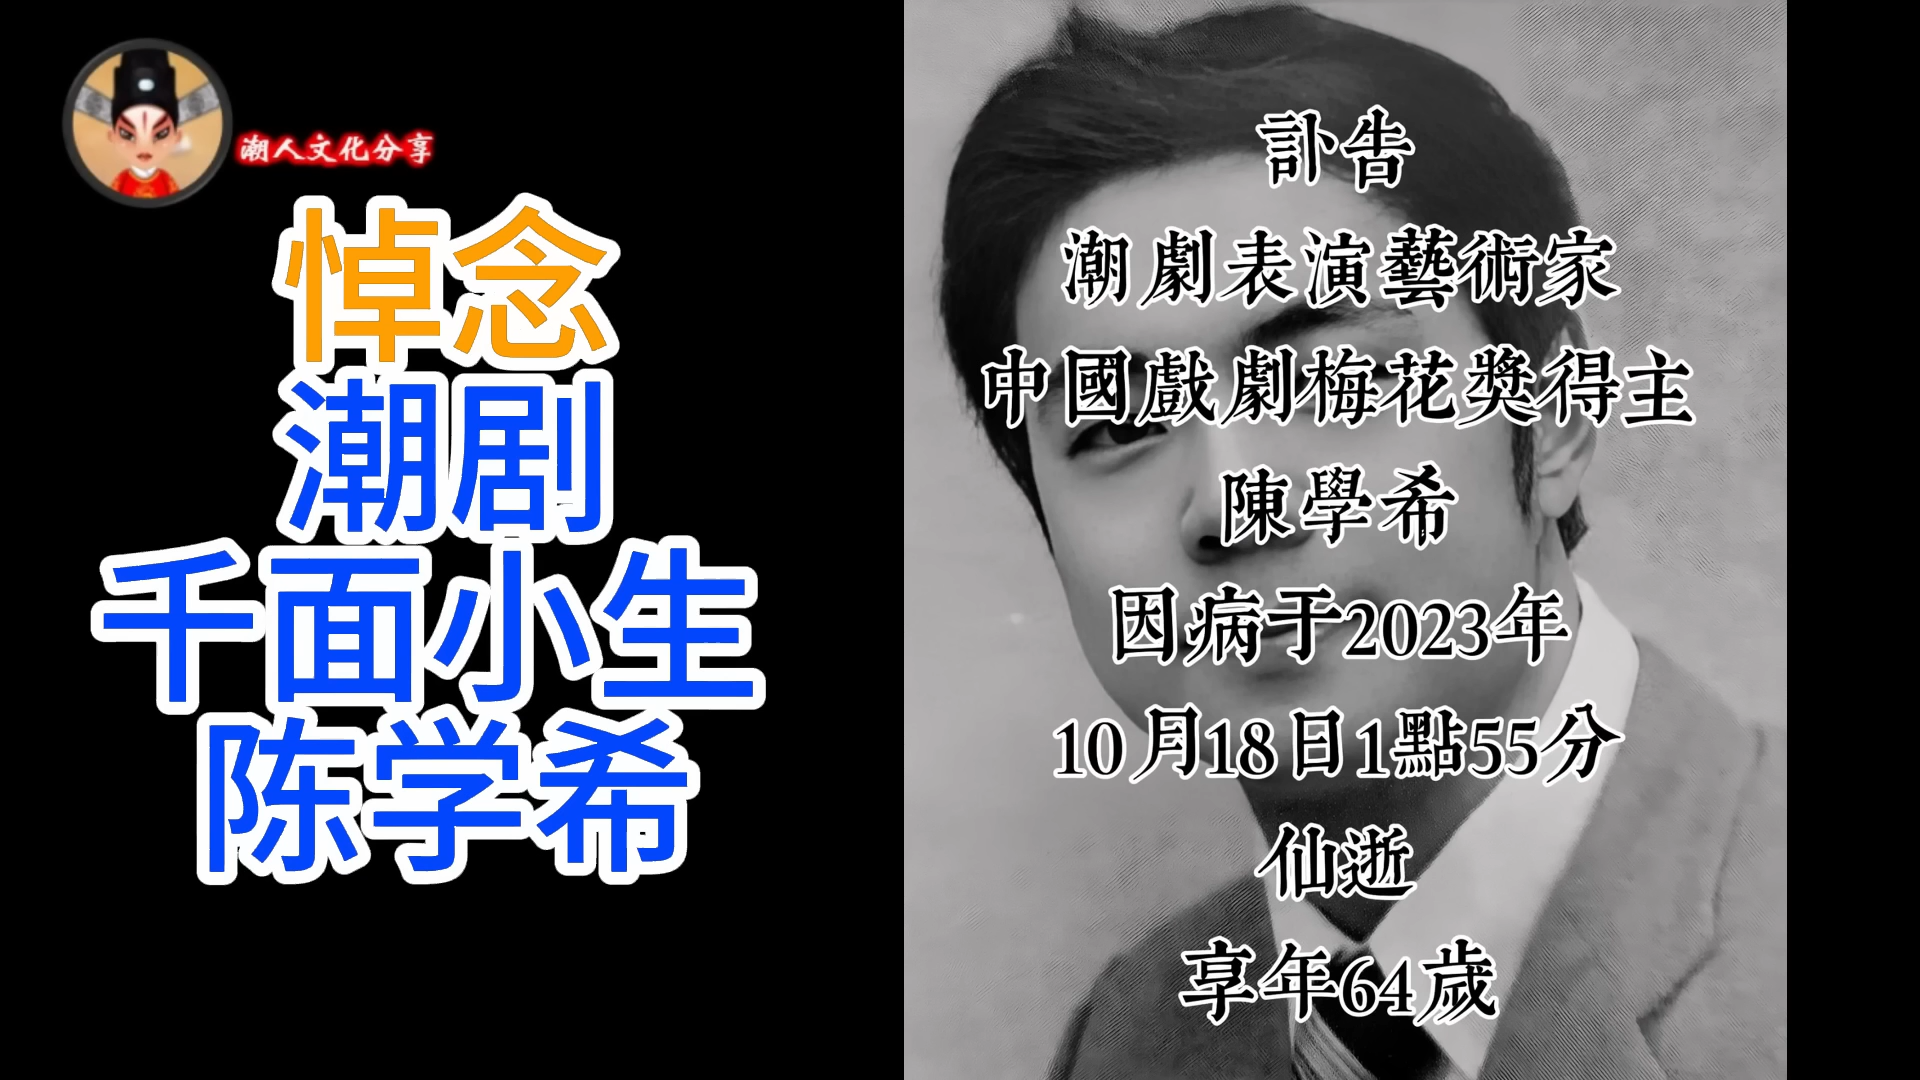 潮人文化分享
悼念
潮剧
千面小生
陈学希
訃告
潮劇表演藝術家
中國戲劇梅花獎得主
陳學希
因病于2023年
10月18日1點55分
仙逝
享年64歲